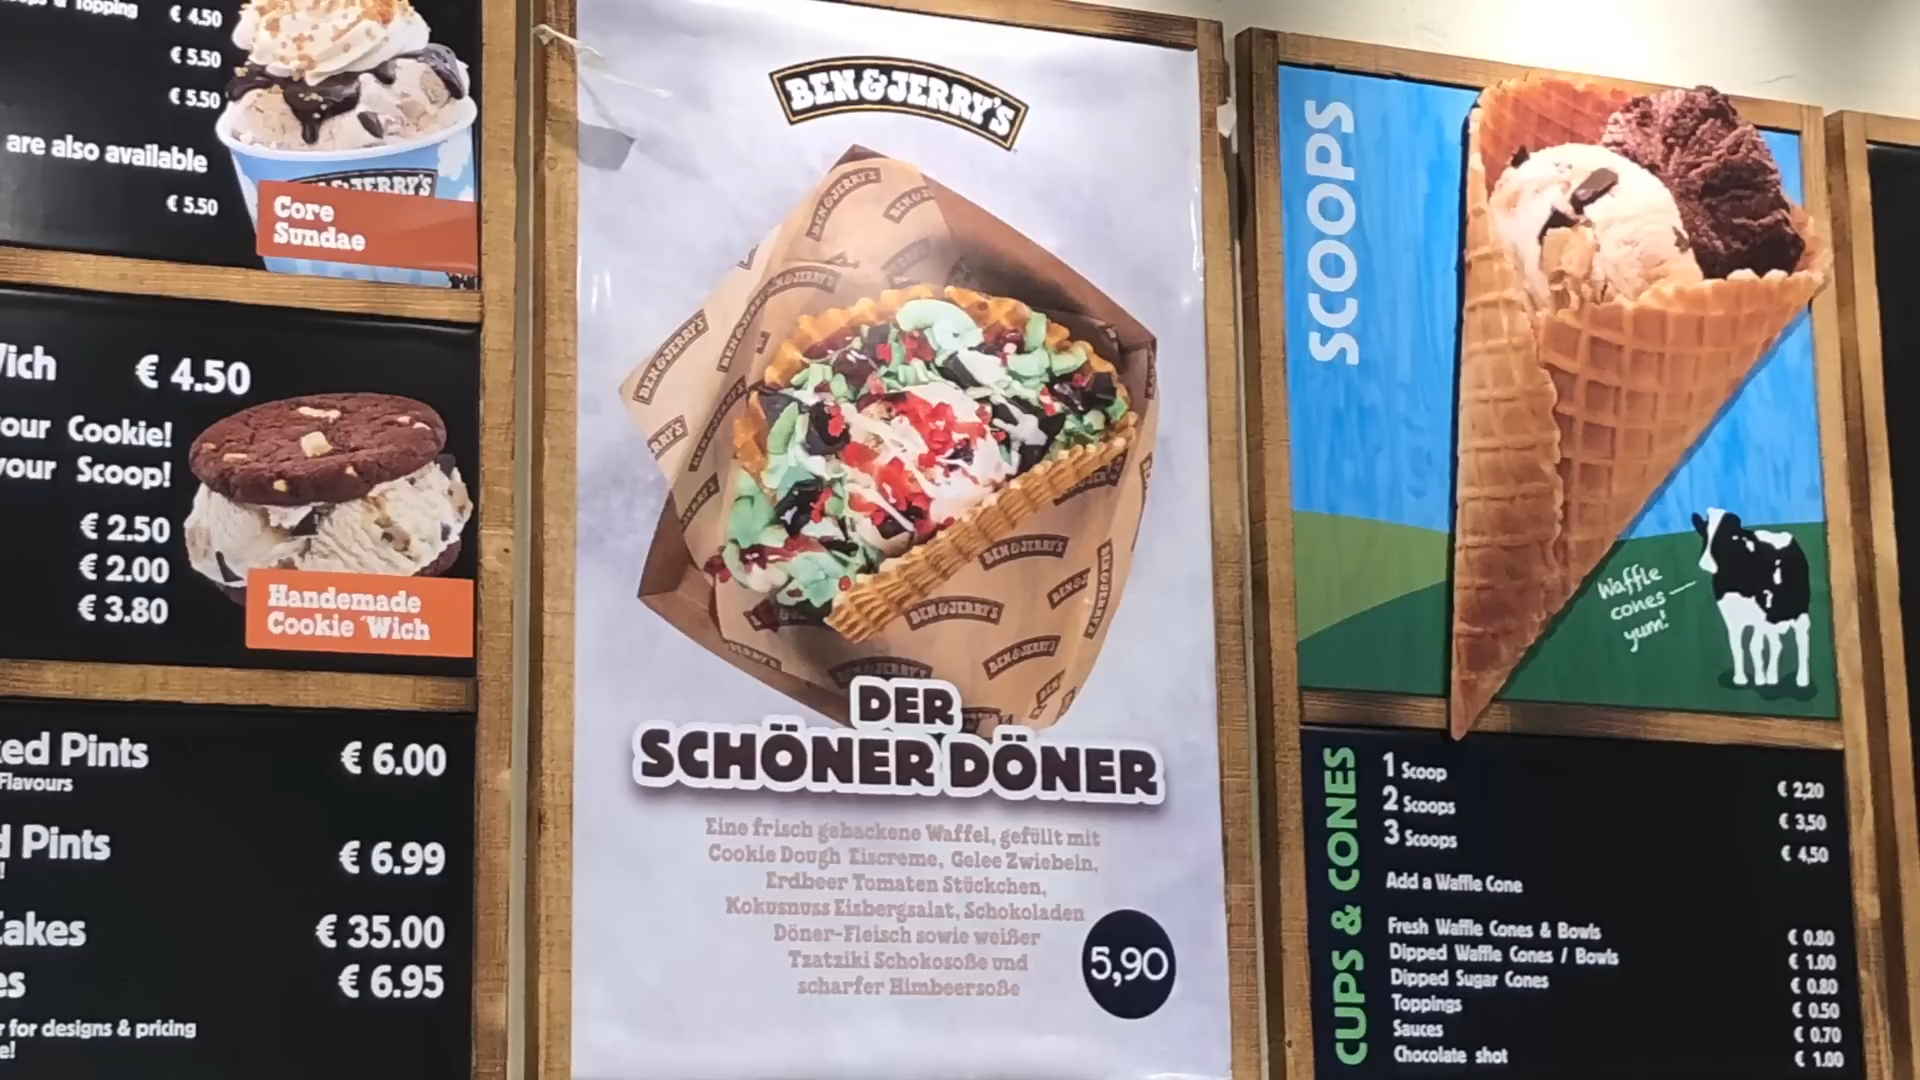 Topping € 4.50
€ 5.50
€ 5.50
are also available
€ 5.50
Core
Sundae
€ 4.50
Cookie!
Scoop!
€ 2.50
€ 2.00
€ 3.80
Handmade
Cookie 'Wich
Pints € 6.00
Flavours
Pints € 6.99
€ 35.00
€ 6.95
for designs & pricing
BEN & JERRY'S
DER
SCHÖNER DÖNER
Eine frisch gebackene Waffel, gefüllt mit
Cookie Dough Eiscreme, Gelee Zwiebeln,
Erdbeer Tomaten Stückchen,
Kokusnuss Eisbergsalat, Schokoladen
Döner-Fleisch sowie weißer
Tzatziki Schokosoße und
scharfer Himbeersoße
5,90
SCOOPS
Waffle
cones
yum!
CUPS & CONES
1 Scoop € 2,20
2 Scoops € 3,50
3 Scoops € 4,50
Add a Waffle Cone
Fresh Waffle Cones & Bowls € 0.80
Dipped Waffle Cones / Bowls € 1.00
Dipped Sugar Cones € 0.80
Toppings € 0.50
Sauces € 0.70
Chocolate shot € 1.00